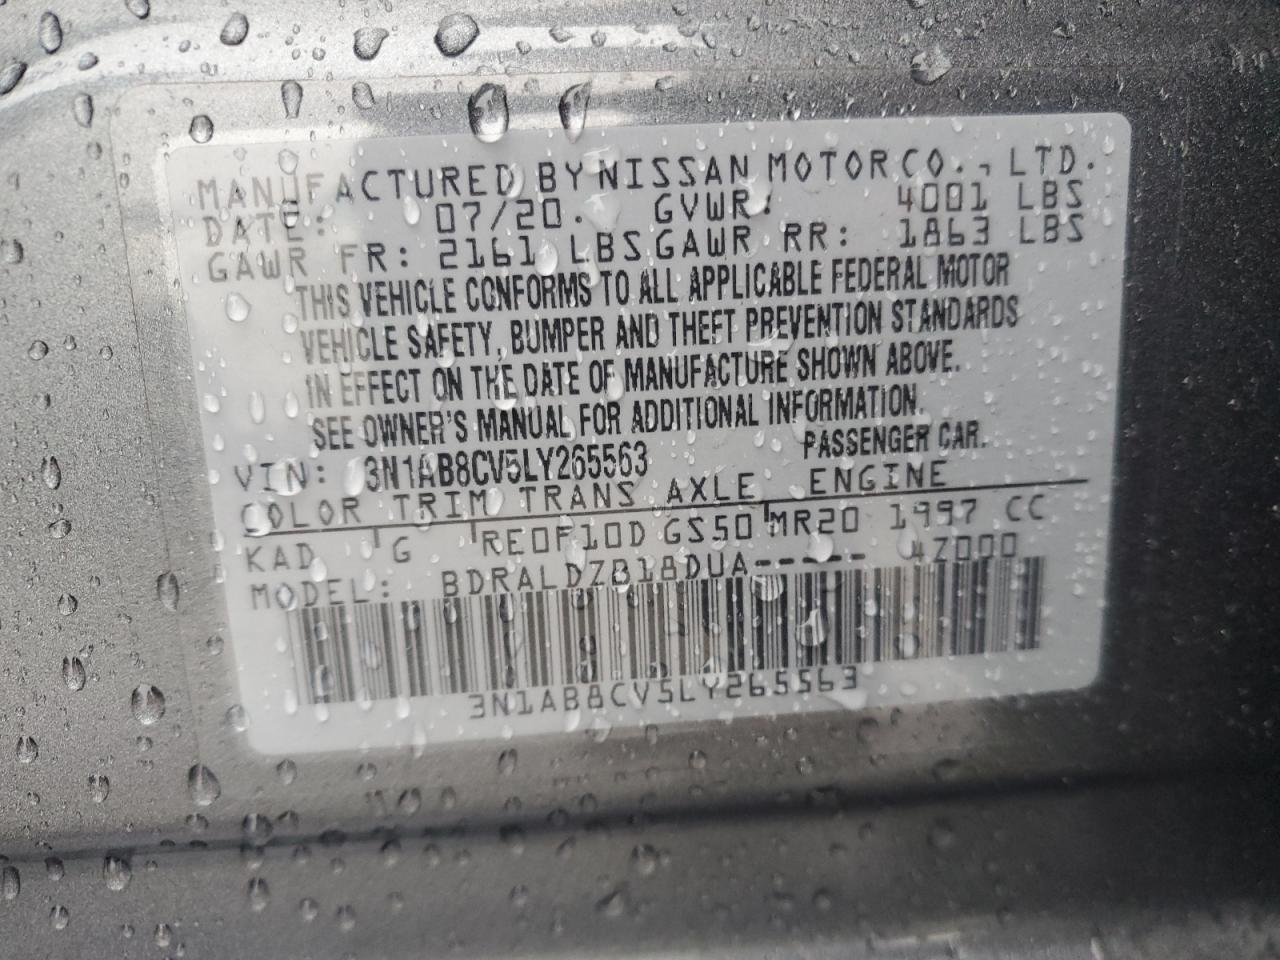 MANUFACTURED BY NISSAN MOTOR CO., LTD.
DATE: 07/20. GVWR: 4001 LBS
GAWR FR: 2161 LBS GAWR RR: 1863 LBS
THIS VEHICLE CONFORMS TO ALL APPLICABLE FEDERAL MOTOR
VEHICLE SAFETY, BUMPER AND THEFT PREVENTION STANDARDS
IN EFFECT ON THE DATE OF MANUFACTURE SHOWN ABOVE.
SEE OWNER'S MANUAL FOR ADDITIONAL INFORMATION.
VIN: 3N1AB8CV5LY265563 PASSENGER CAR.
COLOR TRIM TRANS AXLE ENGINE
KAD G RE0F10D GS50 MR20 1997 CC
MODEL: BDRALDZB18DUA----- 4Z000
3N1AB8CV5LY265563